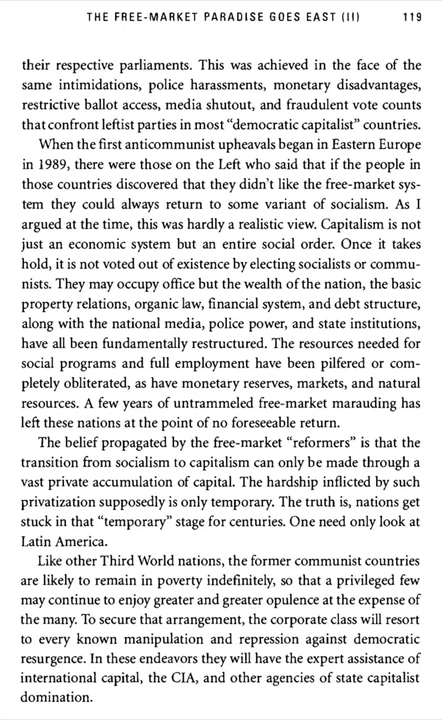 THE FREE-MARKET PARADISE GOES EAST (II) 119
their respective parliaments. This was achieved in the face of the
same intimidations, police harassments, monetary disadvantages,
restrictive ballot access, media shutout, and fraudulent vote counts
that confront leftist parties in most “democratic capitalist” countries.
When the first anticommunist upheavals began in Eastern Europe
in 1989, there were those on the Left who said that if the people in
those countries discovered that they didn’t like the free-market sys-
tem they could always return to some variant of socialism. As I
argued at the time, this was hardly a realistic view. Capitalism is not
just an economic system but an entire social order. Once it takes
hold, it is not voted out of existence by electing socialists or commu-
nists. They may occupy office but the wealth of the nation, the basic
property relations, organic law, financial system, and debt structure,
along with the national media, police power, and state institutions,
have all been fundamentally restructured. The resources needed for
social programs and full employment have been pilfered or com-
pletely obliterated, as have monetary reserves, markets, and natural
resources. A few years of untrammeled free-market marauding has
left these nations at the point of no foreseeable return.
The belief propagated by the free-market “reformers” is that the
transition from socialism to capitalism can only be made through a
vast private accumulation of capital. The hardship inflicted by such
privatization supposedly is only temporary. The truth is, nations get
stuck in that “temporary” stage for centuries. One need only look at
Latin America.
Like other Third World nations, the former communist countries
are likely to remain in poverty indefinitely, so that a privileged few
may continue to enjoy greater and greater opulence at the expense of
the many. To secure that arrangement, the corporate class will resort
to every known manipulation and repression against democratic
resurgence. In these endeavors they will have the expert assistance of
international capital, the CIA, and other agencies of state capitalist
domination.